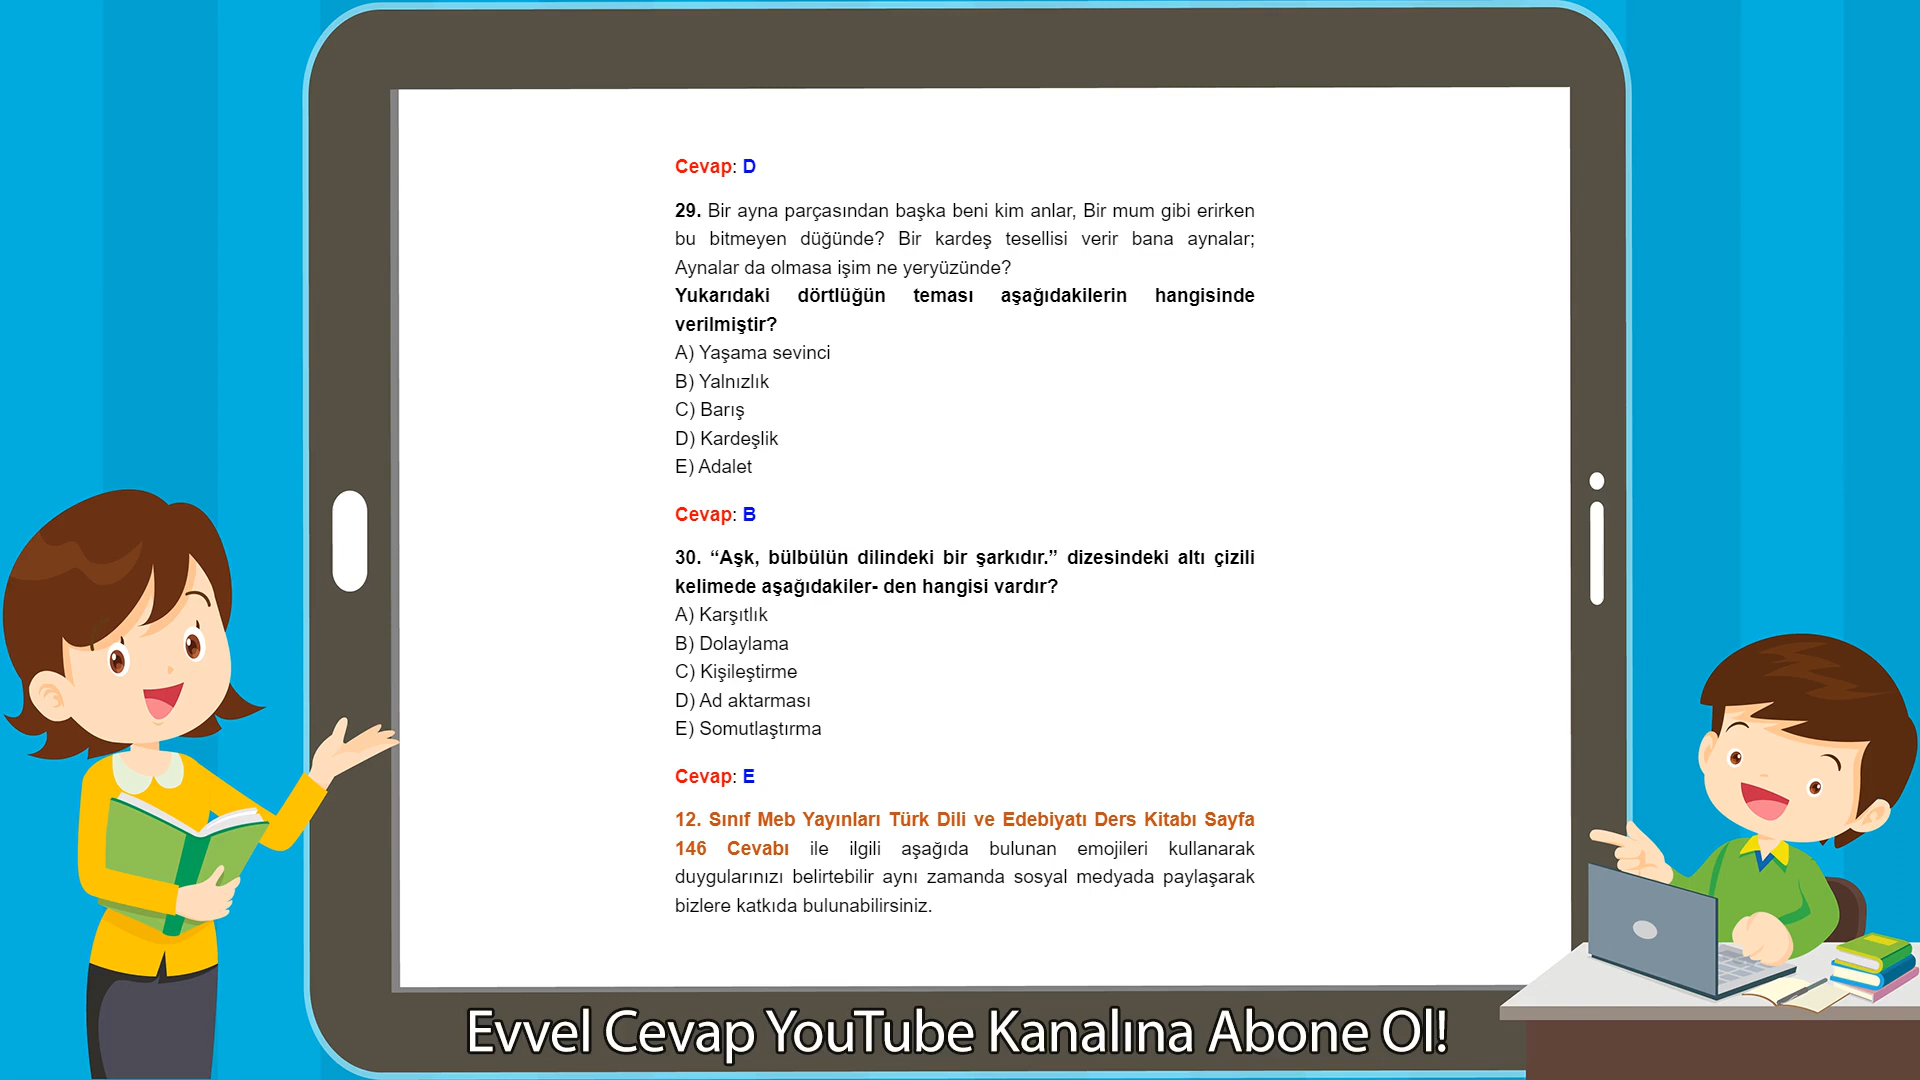 Cevap: D
29. Bir ayna parçasından başka beni kim anlar, Bir mum gibi erirken
bu bitmeyen düğünde? Bir kardeş tesellisi verir bana aynalar;
Aynalar da olmasa işim ne yeryüzünde?
Yukarıdaki dörtlüğün teması aşağıdakilerin hangisinde
verilmiştir?
A) Yaşama sevinci
B) Yalnızlık
C) Barış
D) Kardeşlik
E) Adalet
Cevap: B
30. “Aşk, bülbülün dilindeki bir şarkıdır.” dizesindeki altı çizili
kelimede aşağıdakiler- den hangisi vardır?
A) Karşıtlık
B) Dolaylama
C) Kişileştirme
D) Ad aktarması
E) Somutlaştırma
Cevap: E
12. Sınıf Meb Yayınları Türk Dili ve Edebiyatı Ders Kitabı Sayfa
146 Cevabı ile ilgili aşağıda bulunan emojileri kullanarak
duygularınızı belirtebilir aynı zamanda sosyal medyada paylaşarak
bizlere katkıda bulunabilirsiniz.
Evvel Cevap YouTube Kanalına Abone Ol!